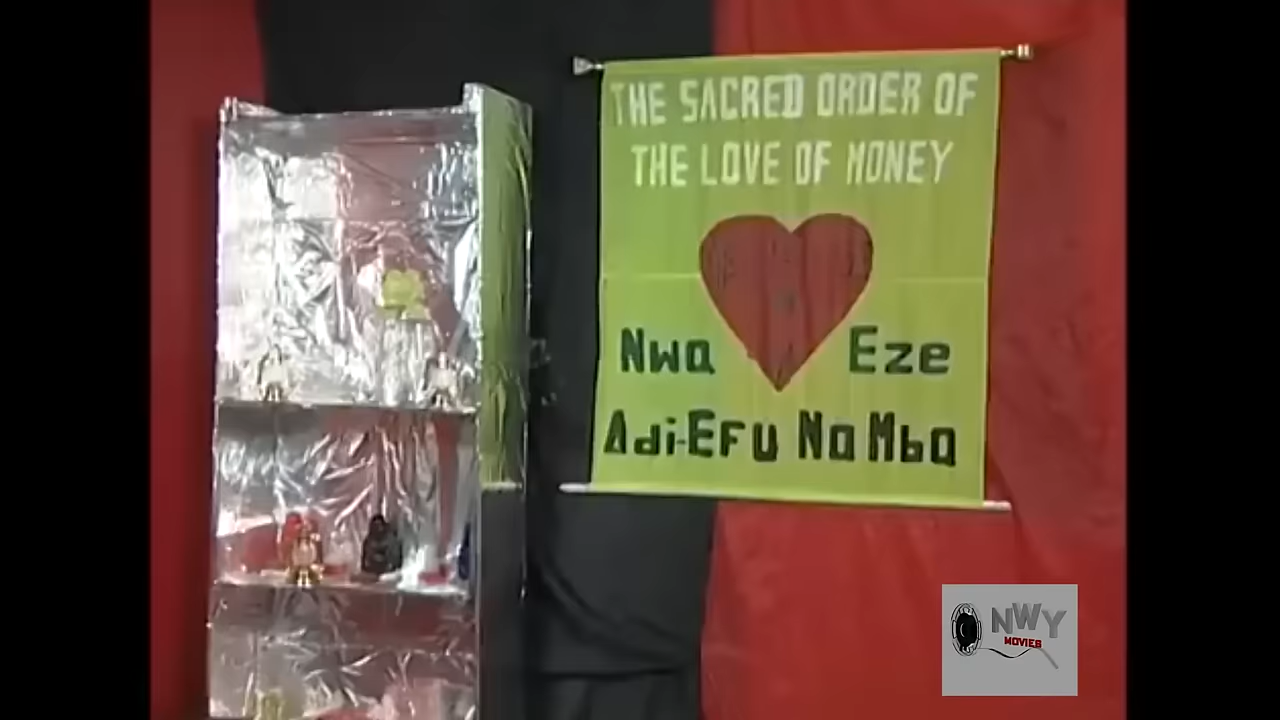 THE SACRED ORDER OF
THE LOVE OF MONEY
Nwa Eze
Adi-Efu Na Mba
NWY
MOVIES